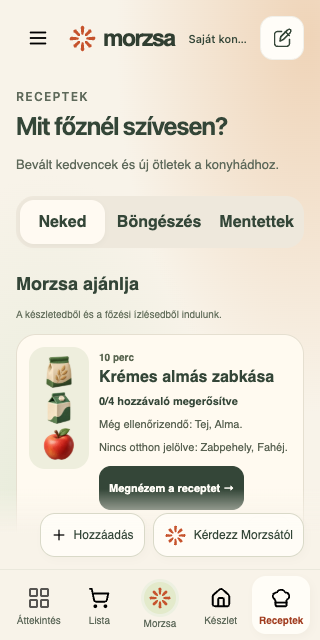 morzsa
Saját kon...
RECEPTEK
Mit főznél szívesen?
Bevált kedvencek és új ötletek a konyhádhoz.
Neked
Böngészés
Mentettek
Morzsa ajánlja
A készletedből és a főzési ízlésedből indulunk.
10 perc
Krémes almás zabkása
0/4 hozzávaló megerősítve
Még ellenőrizendő: Tej, Alma.
Nincs otthon jelölve: Zabpehely, Fahéj.
Megnézem a receptet →
+ Hozzáadás
Kérdezz Morzsától
Áttekintés
Lista
Morzsa
Készlet
Receptek